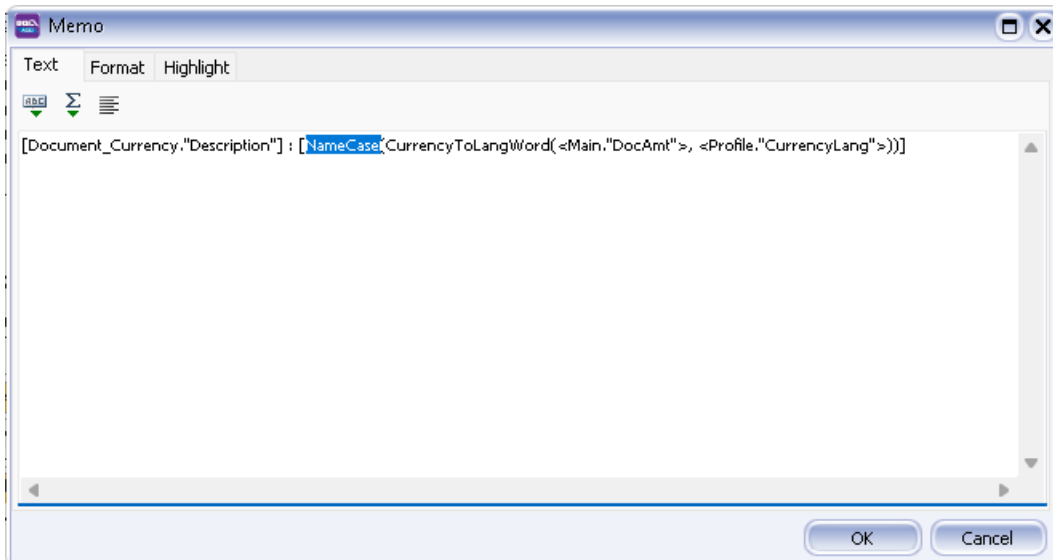 Memo
Text Format Highlight
[Document_Currency."Description"] : [NameCase(CurrencyToLangWord(<Main."DocAmt">, <Profile."CurrencyLang">))]
OK Cancel